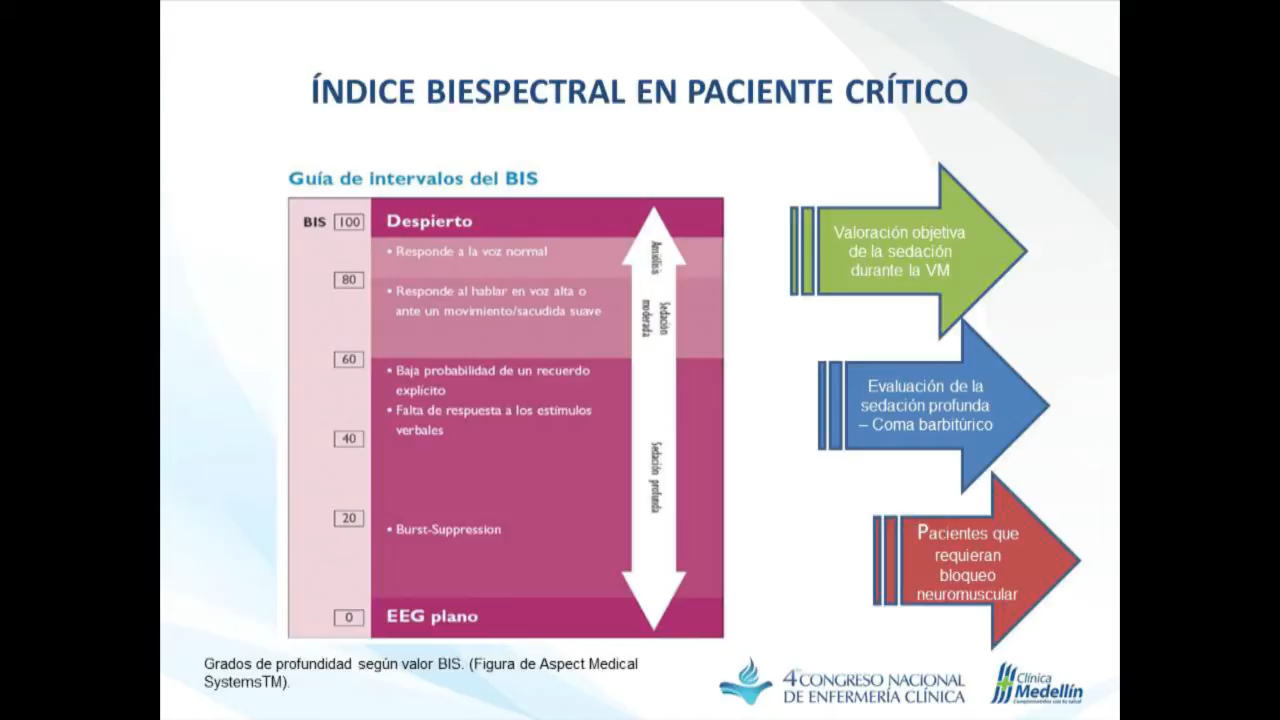 ÍNDICE BIESPECTRAL EN PACIENTE CRÍTICO
Guía de intervalos del BIS
BIS 100
Despierto
• Responde a la voz normal
80
• Responde al hablar en voz alta o
ante un movimiento/sacudida suave
60
• Baja probabilidad de un recuerdo
explícito
• Falta de respuesta a los estímulos
verbales
40
20
• Burst-Suppression
0
EEG plano
Ansiólisis
Sedación
moderada
Sedación profunda
Valoración objetiva
de la sedación
durante la VM
Evaluación de la
sedación profunda
– Coma barbitúrico
Pacientes que
requieran
bloqueo
neuromuscular
Grados de profundidad según valor BIS. (Figura de Aspect Medical
SystemsTM).
4 CONGRESO NACIONAL
DE ENFERMERÍA CLÍNICA
Clínica
Medellín